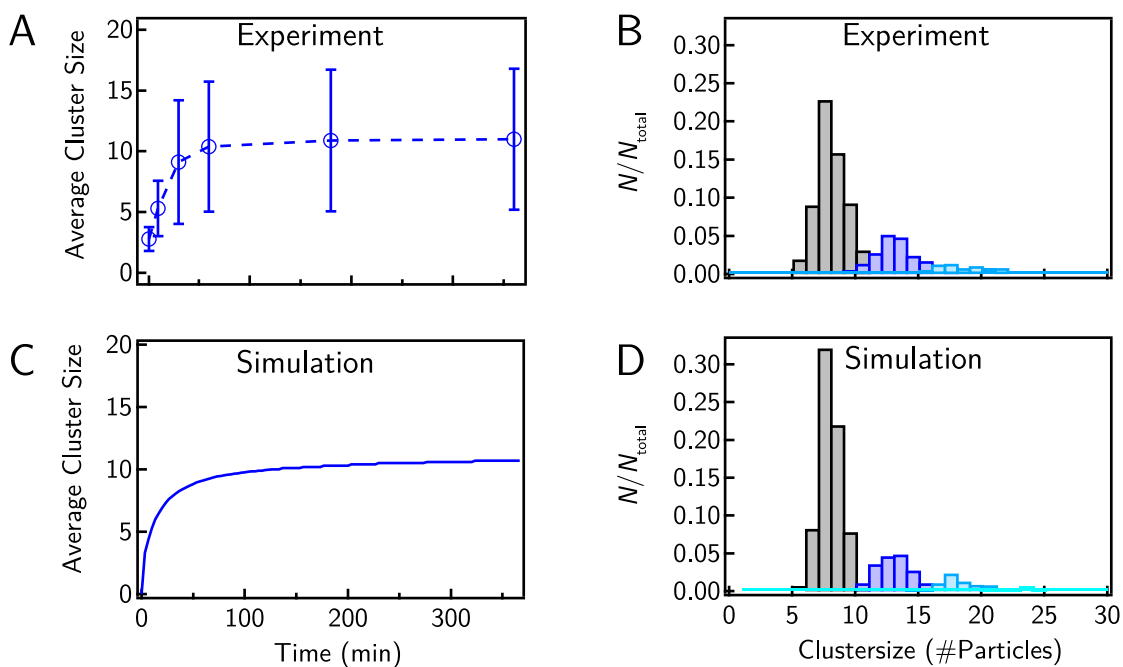 A
Experiment
Average Cluster Size
20
15
10
5
0
B
Experiment
N/N_total
0.30
0.25
0.20
0.15
0.10
0.05
0.00
C
Simulation
Average Cluster Size
20
15
10
5
0
0
100
200
300
Time (min)
D
Simulation
N/N_total
0.30
0.25
0.20
0.15
0.10
0.05
0.00
0
5
10
15
20
25
30
Clustersize (#Particles)